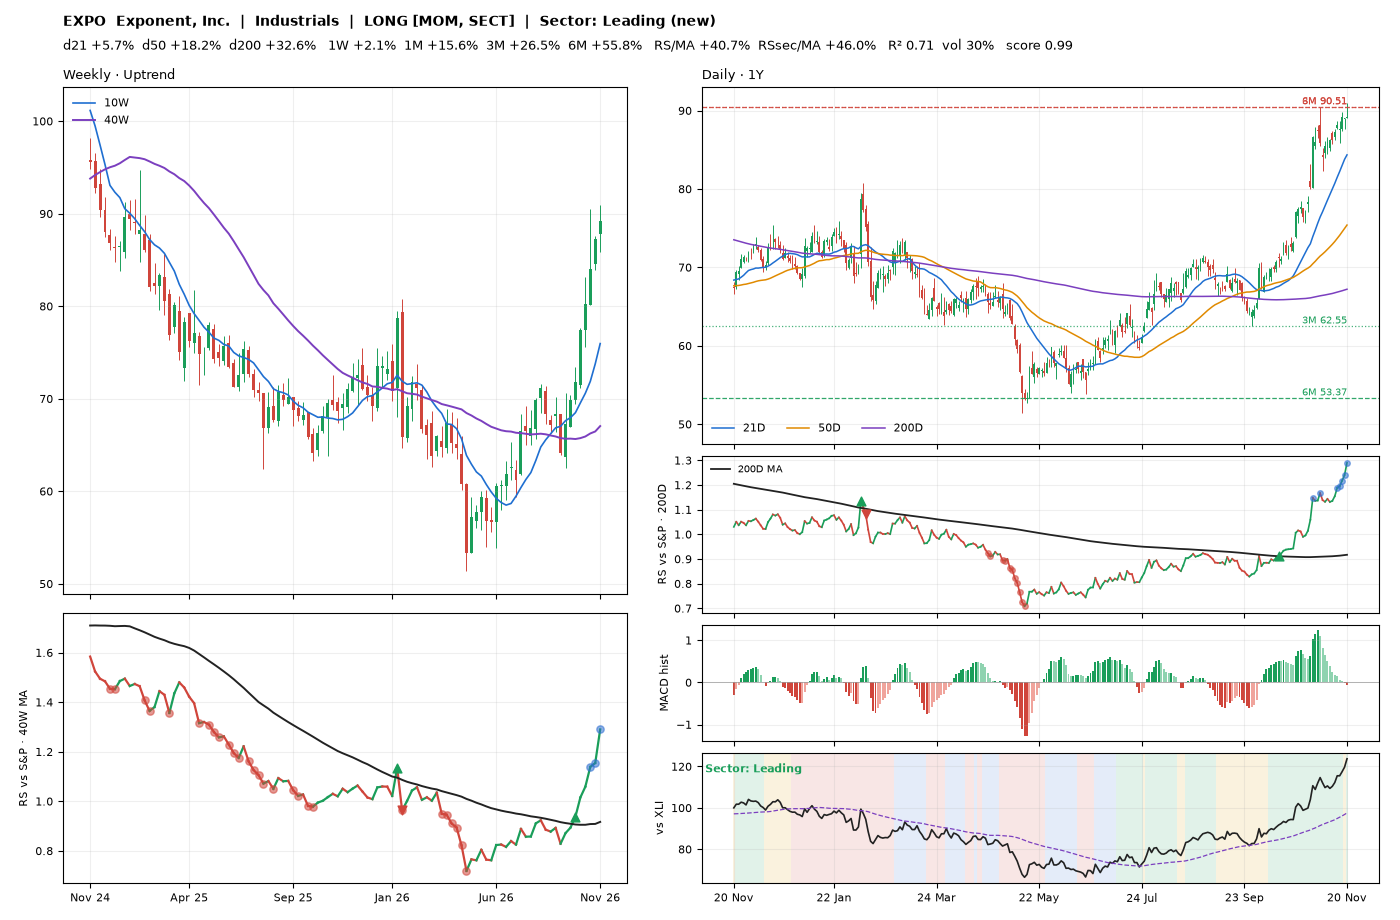 EXPO Exponent, Inc. | Industrials | LONG [MOM, SECT] | Sector: Leading (new)
d21 +5.7% d50 +18.2% d200 +32.6% 1W +2.1% 1M +15.6% 3M +26.5% 6M +55.8% RS/MA +40.7% RSsec/MA +46.0% R² 0.71 vol 30% score 0.99
Weekly · Uptrend
10W
40W
100
90
80
70
60
50
RS vs S&P · 40W MA
1.6
1.4
1.2
1.0
0.8
Nov 24
Apr 25
Sep 25
Jan 26
Jun 26
Nov 26
Daily · 1Y
90
80
70
60
50
3M 62.55
6M 53.37
21D
50D
200D
RS vs S&P · 200D
200D MA
1.3
1.2
1.1
1.0
0.9
0.8
0.7
MACD hist
1
0
−1
vs XLI
Sector: Leading
120
100
80
20 Nov
22 Jan
24 Mar
22 May
24 Jul
23 Sep
20 Nov